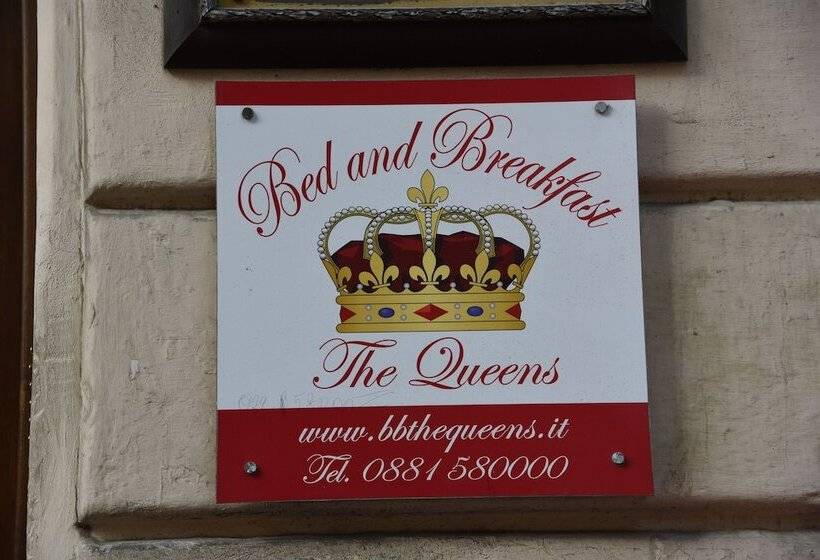 Bed and Breakfast
The Queens
www.bbthequeens.it
Tel. 0881 580000